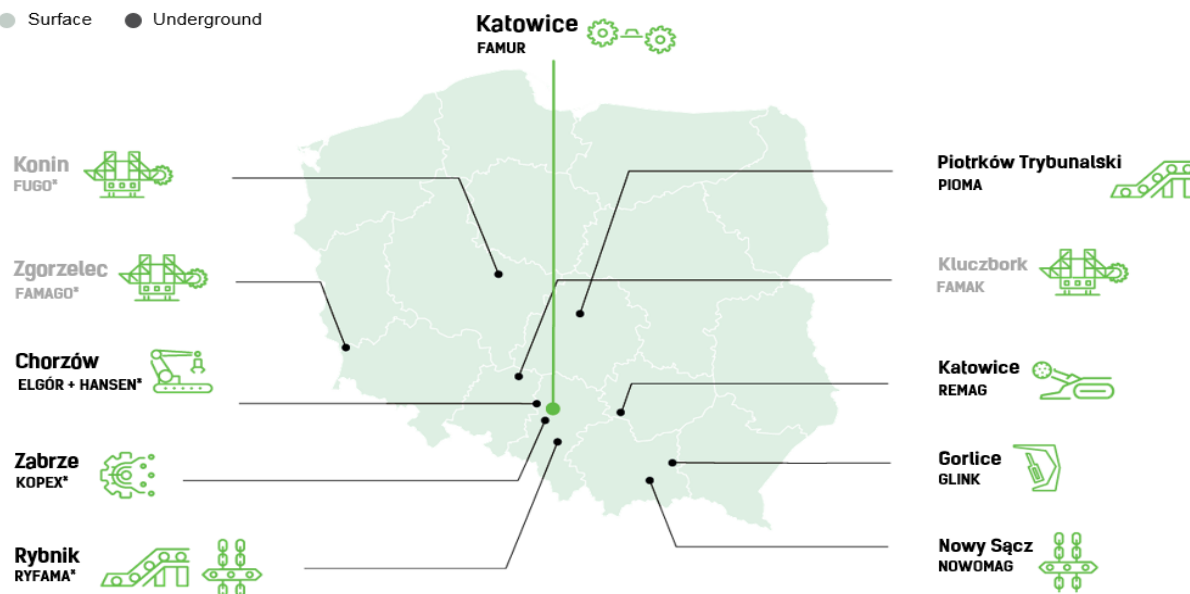 Surface
Underground
Katowice
FAMUR
Konin
FUGO*
Zgorzelec
FAMAGO*
Chorzów
ELGÓR + HANSEN*
Zabrze
KOPEX*
Rybnik
RYFAMA*
Piotrków Trybunalski
PIOMA
Kluczbork
FAMAK
Katowice
REMAG
Gorlice
GLINK
Nowy Sącz
NOWOMAG